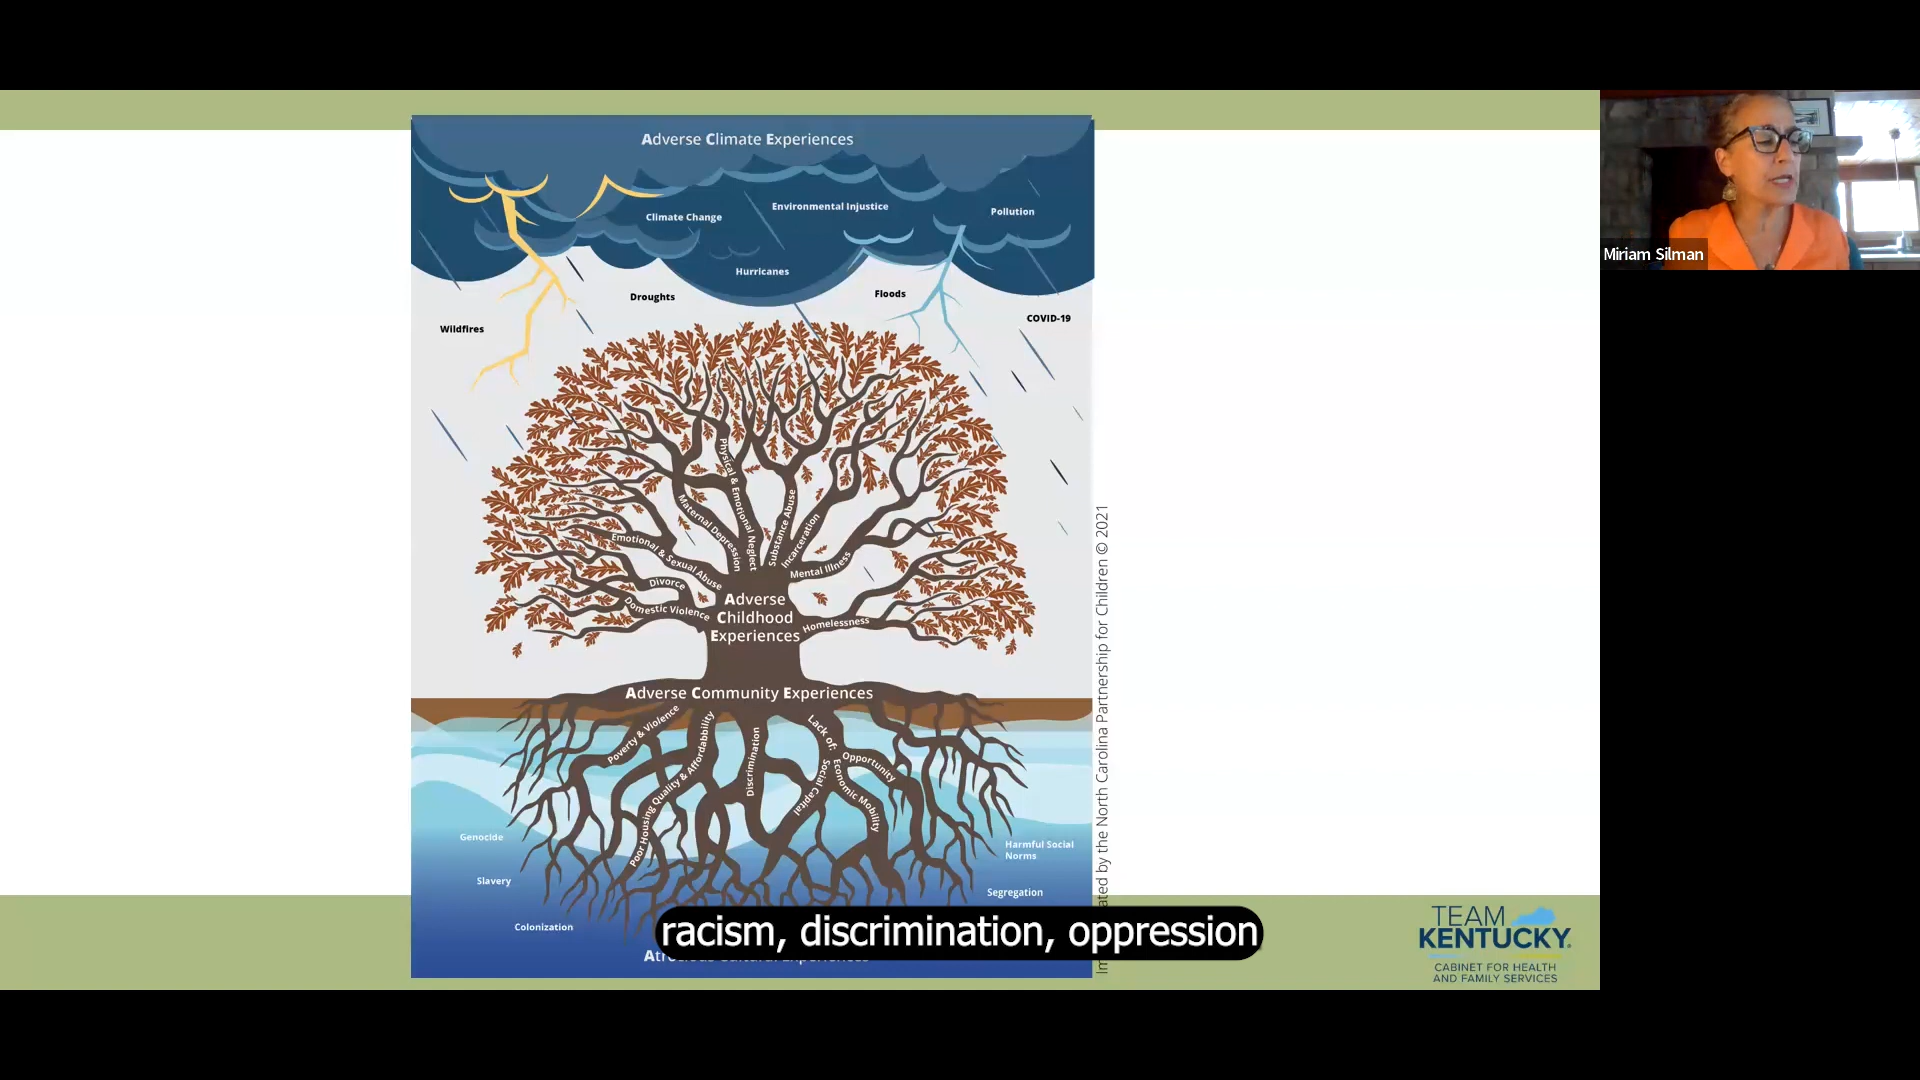 Adverse Climate Experiences
Climate Change
Environmental Injustice
Pollution
Hurricanes
Droughts
Floods
COVID-19
Wildfires
Physical & Emotional Neglect
Maternal Depression
Substance Abuse
Incarceration
Emotional & Sexual Abuse
Mental Illness
Divorce
Domestic Violence
Homelessness
Adverse
Childhood
Experiences
Adverse Community Experiences
Poverty & Violence
Poor Housing Quality & Affordabbility
Discrimination
Lack of:
Social Capital
Economic Mobility
Opportunity
Genocide
Slavery
Colonization
Harmful Social
Norms
Segregation
by the North Carolina Partnership for Children © 2021
racism, discrimination, oppression
Miriam Silman
TEAM
KENTUCKY®
CABINET FOR HEALTH
AND FAMILY SERVICES